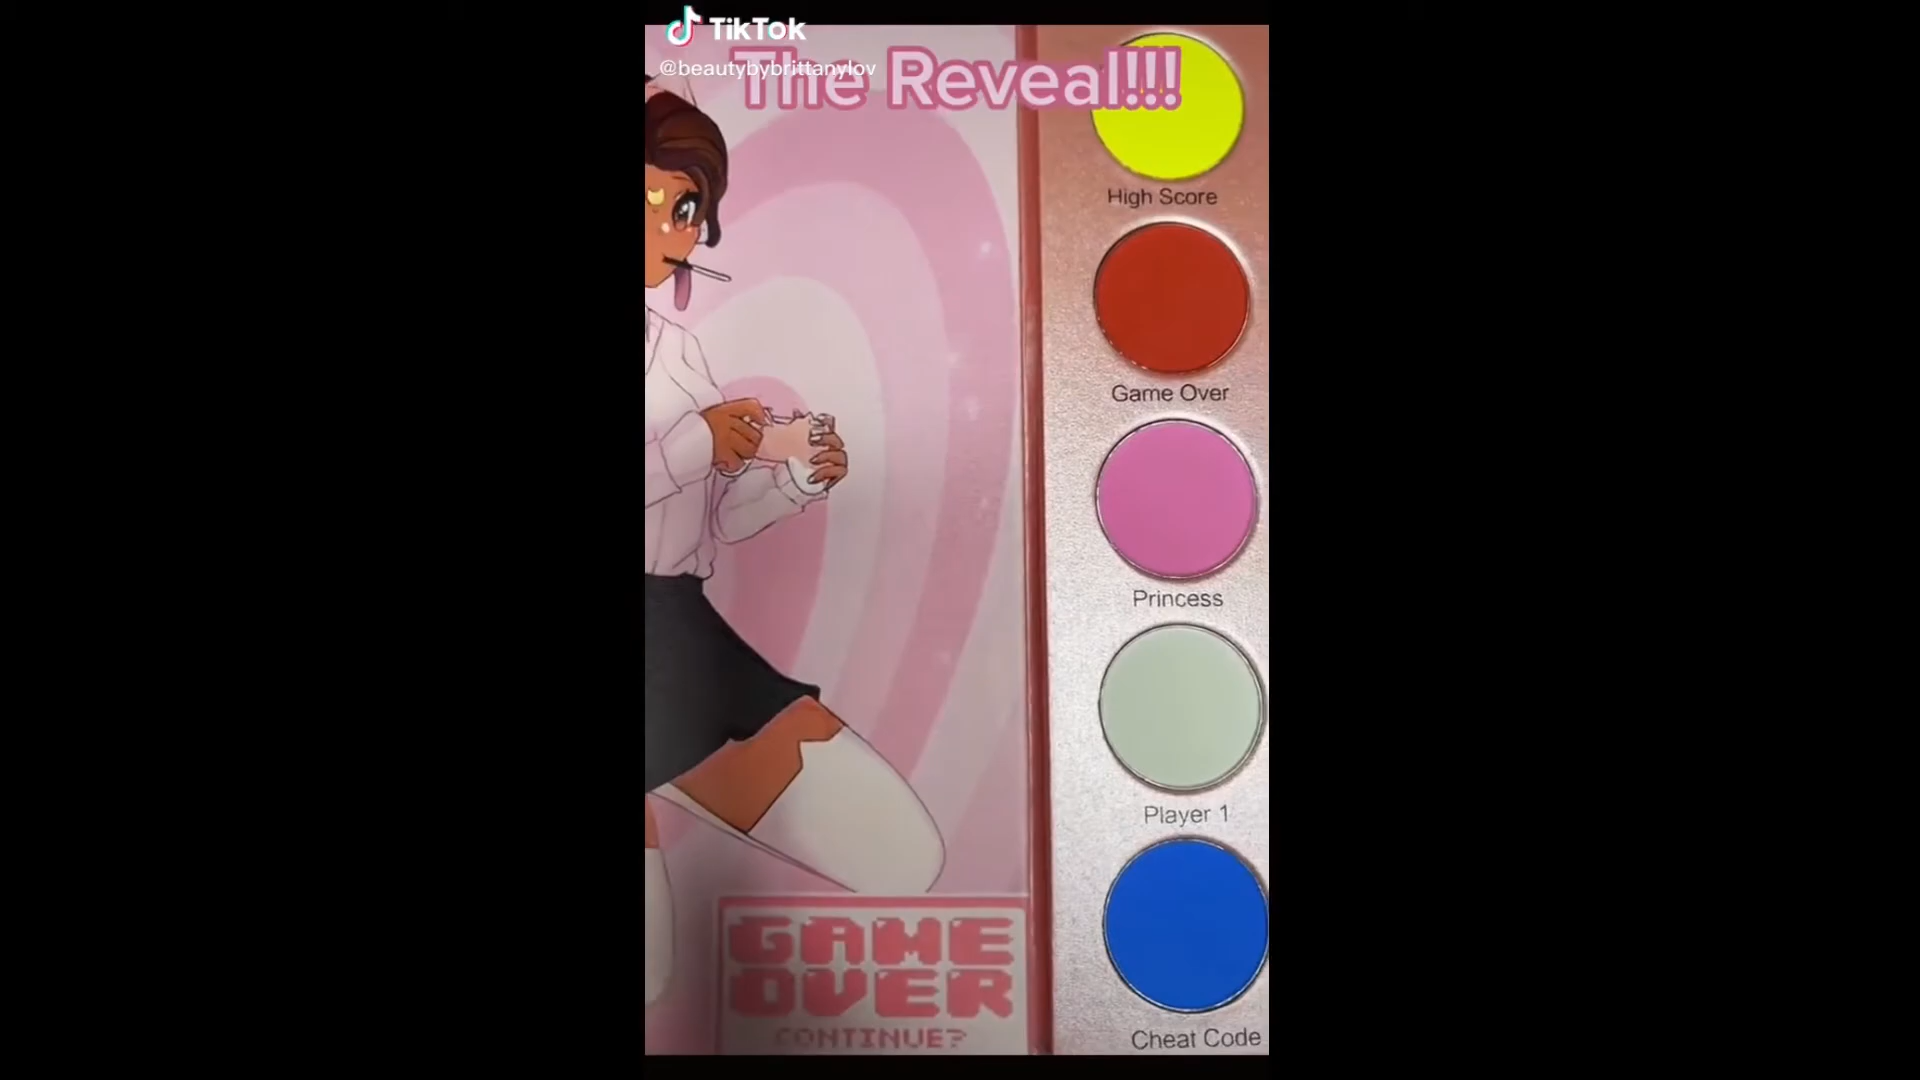 TikTok
@beautybybrittanylov
The Reveal!!!
High Score
Game Over
Princess
Player 1
Cheat Code
GAME
OVER
CONTINUE?